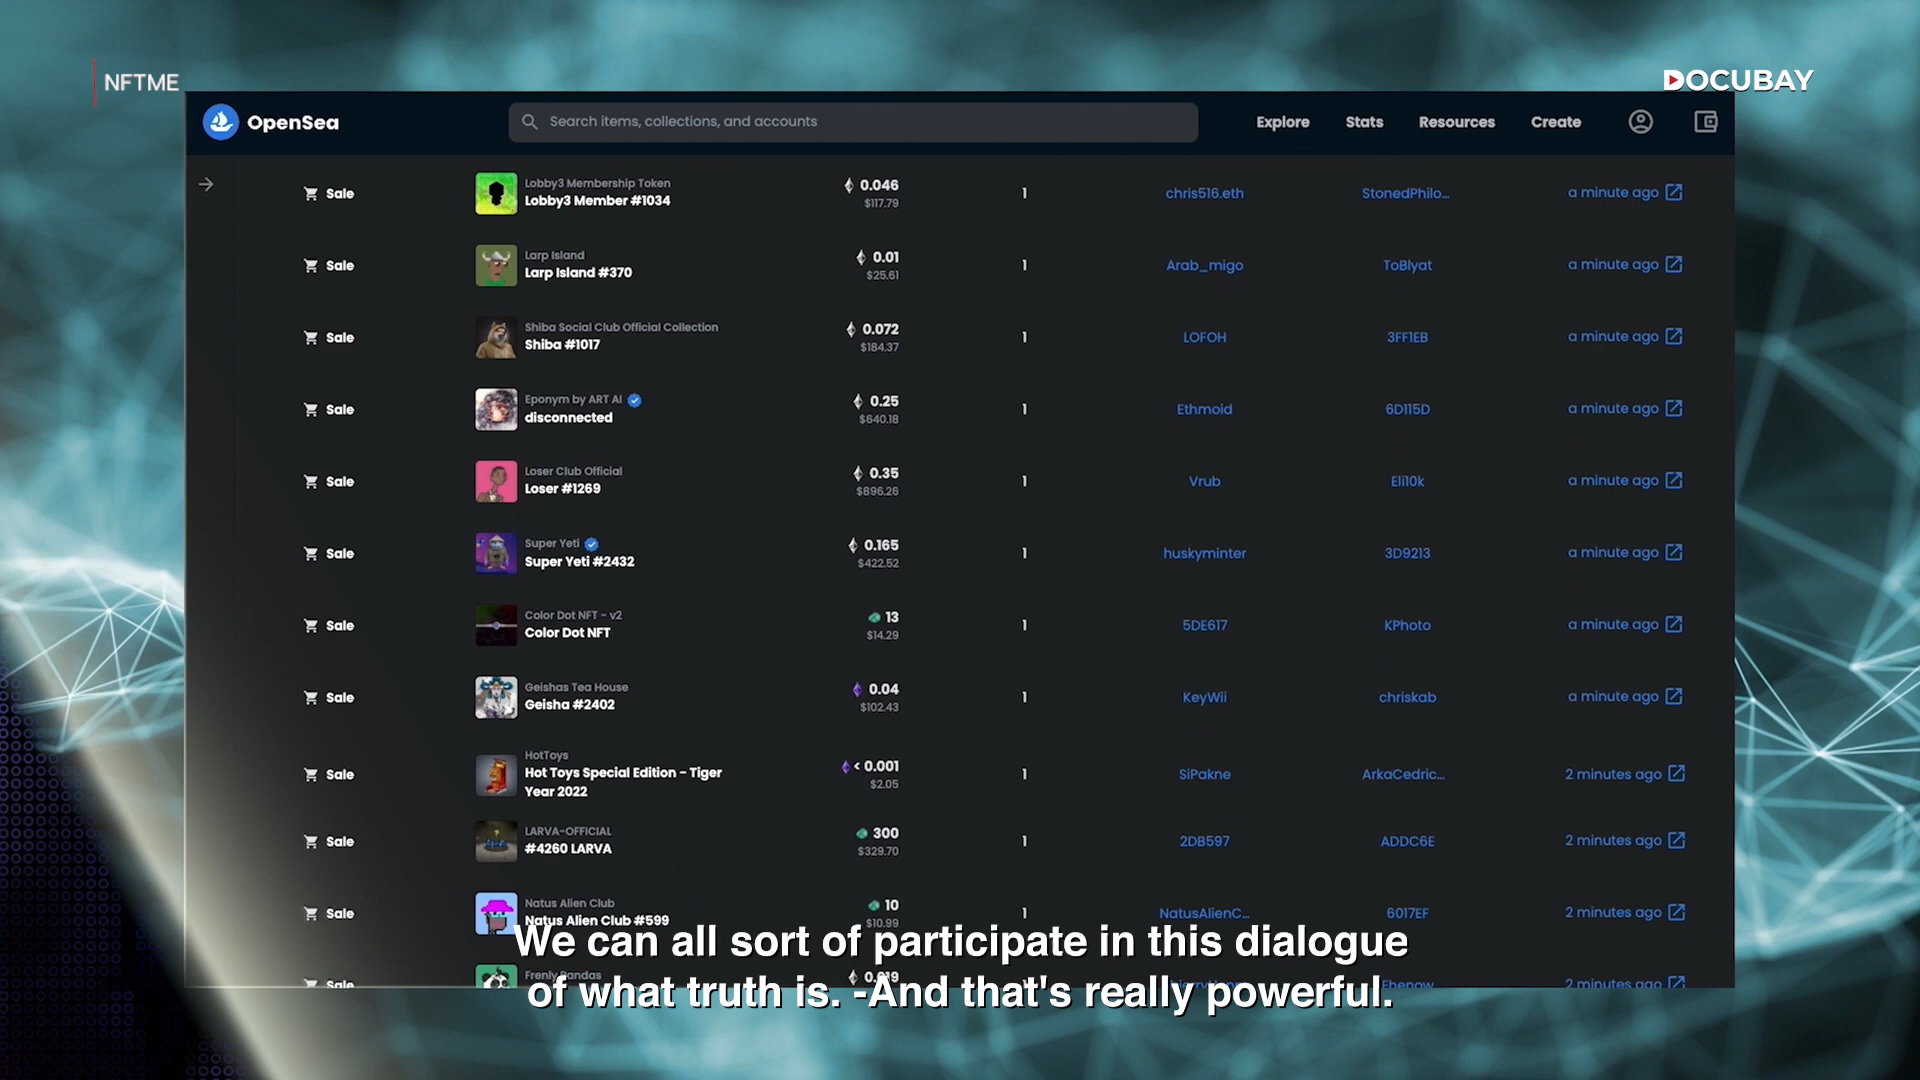 NFTME
DOCUBAY
OpenSea
Search items, collections, and accounts
Explore Stats Resources Create
Sale Lobby3 Membership Token 0.046 1 chris516.eth StonedPhilo... a minute ago
Lobby3 Member #1034 $117.79
Sale Larp Island 0.01 1 Arab_migo ToBlyat a minute ago
Larp Island #370 $25.61
Sale Shiba Social Club Official Collection 0.072 1 LOFOH 3FF1EB a minute ago
Shiba #1017 $184.37
Sale Eponym by ART AI 0.25 1 Ethmoid 6D115D a minute ago
disconnected $640.18
Sale Loser Club Official 0.35 1 Vrub Eli10k a minute ago
Loser #1269 $896.26
Sale Super Yeti 0.165 1 huskyminter 3D9213 a minute ago
Super Yeti #2432 $422.52
Sale Color Dot NFT - v2 13 1 5DE617 KPhoto a minute ago
Color Dot NFT $14.29
Sale Geishas Tea House 0.04 1 KeyWii chriskab a minute ago
Geisha #2402 $102.43
Sale HotToys < 0.001 1 SiPakne ArkaCedric... 2 minutes ago
Hot Toys Special Edition - Tiger $2.05
Year 2022
Sale LARVA-OFFICIAL 300 1 2DB597 ADDC6E 2 minutes ago
#4260 LARVA $329.70
Sale Natus Alien Club 10 1 NatusAlienC... 6017EF 2 minutes ago
Natus Alien Club #599 $10.99
Sale Frenly Pandas 2 minutes ago
We can all sort of participate in this dialogue
of what truth is. -And that's really powerful.